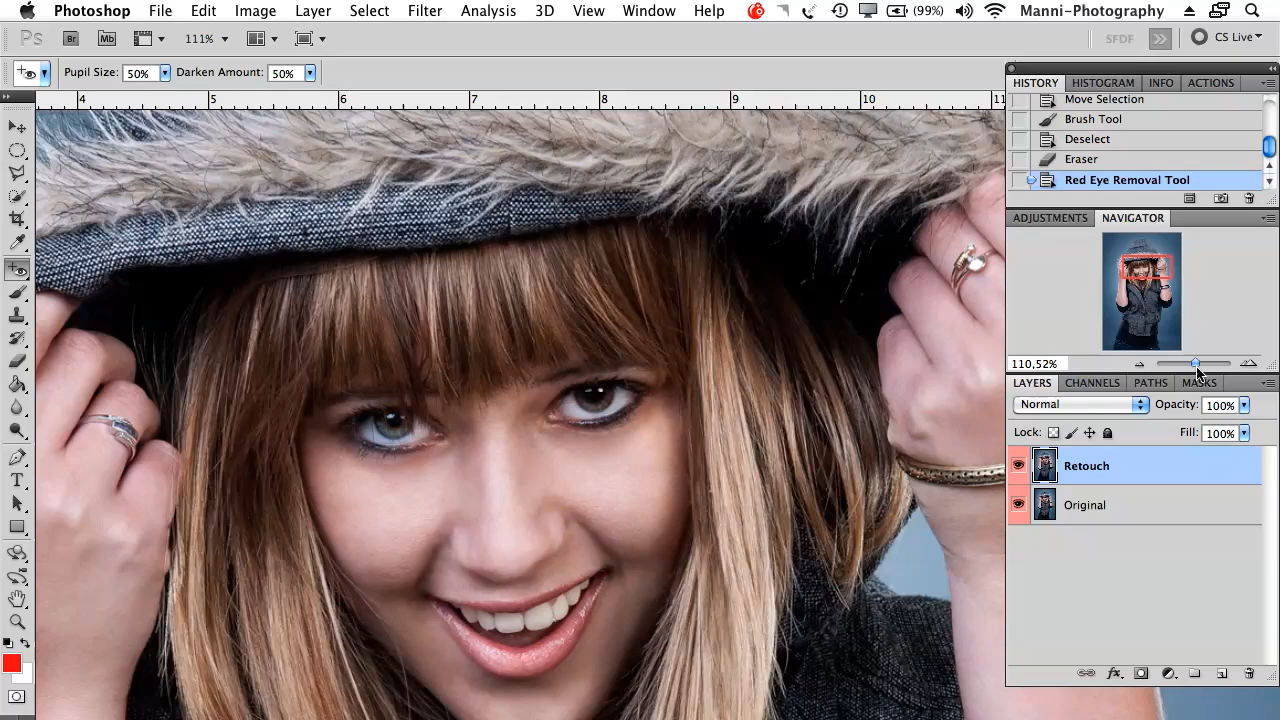 Photoshop File Edit Image Layer Select Filter Analysis 3D View Window Help (99%) Manni-Photography
Ps Br Mb 111% SFDF CS Live
Pupil Size: 50% Darken Amount: 50%
4 5 6 7 8 9 10 11
HISTORY HISTOGRAM INFO ACTIONS
Move Selection
Brush Tool
Deselect
Eraser
Red Eye Removal Tool
ADJUSTMENTS NAVIGATOR
110,52%
LAYERS CHANNELS PATHS MASKS
Normal Opacity: 100%
Lock: Fill: 100%
Retouch
Original
fx